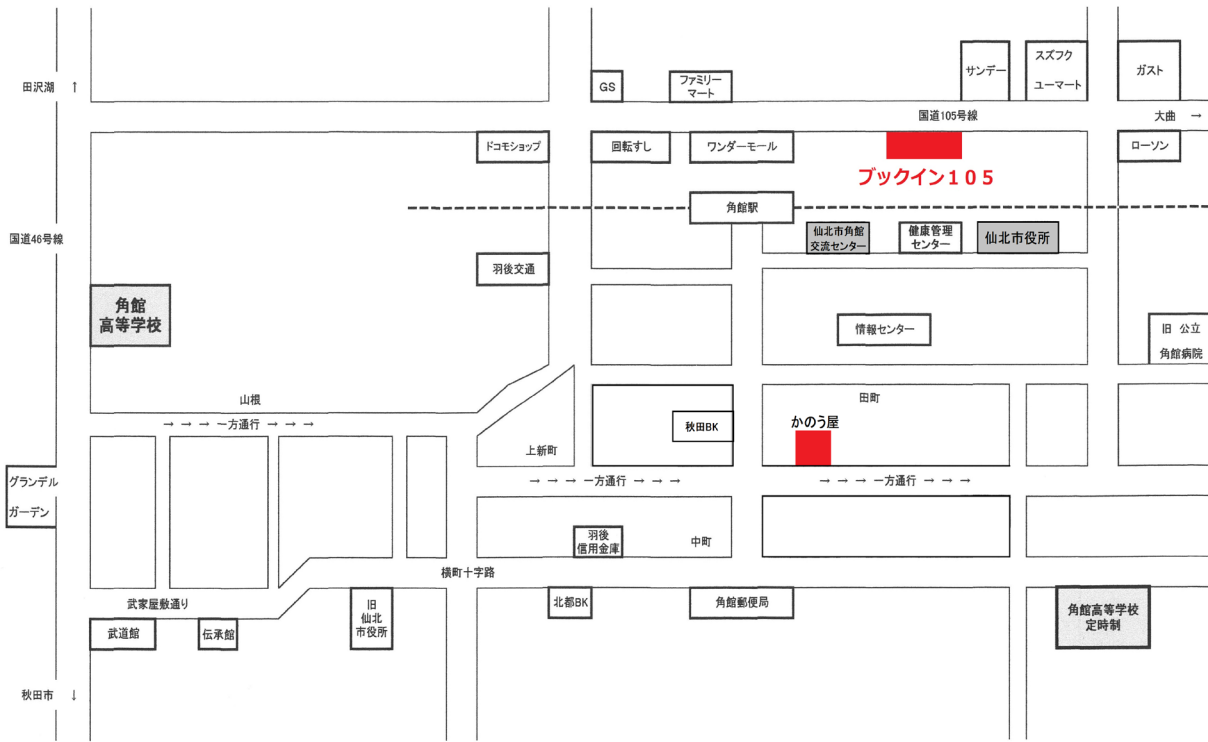 田沢湖 ↑
GS
ファミリー
マート
サンデー
スズフク
ユーマート
ガスト
国道105号線
大曲 →
ドコモショップ
回転すし
ワンダーモール
ローソン
ブックイン105
角館駅
国道46号線
仙北市角館
交流センター
健康管理
センター
仙北市役所
羽後交通
角館
高等学校
情報センター
旧 公立
角館病院
山根
→ → → 一方通行 → → →
田町
かのう屋
秋田BK
上新町
グランデル
ガーデン
→ → → 一方通行 → → →
→ → → 一方通行 → → →
羽後
信用金庫
中町
横町十字路
武家屋敷通り
旧
仙北
市役所
北都BK
角館郵便局
角館高等学校
定時制
武道館
伝承館
秋田市 ↓